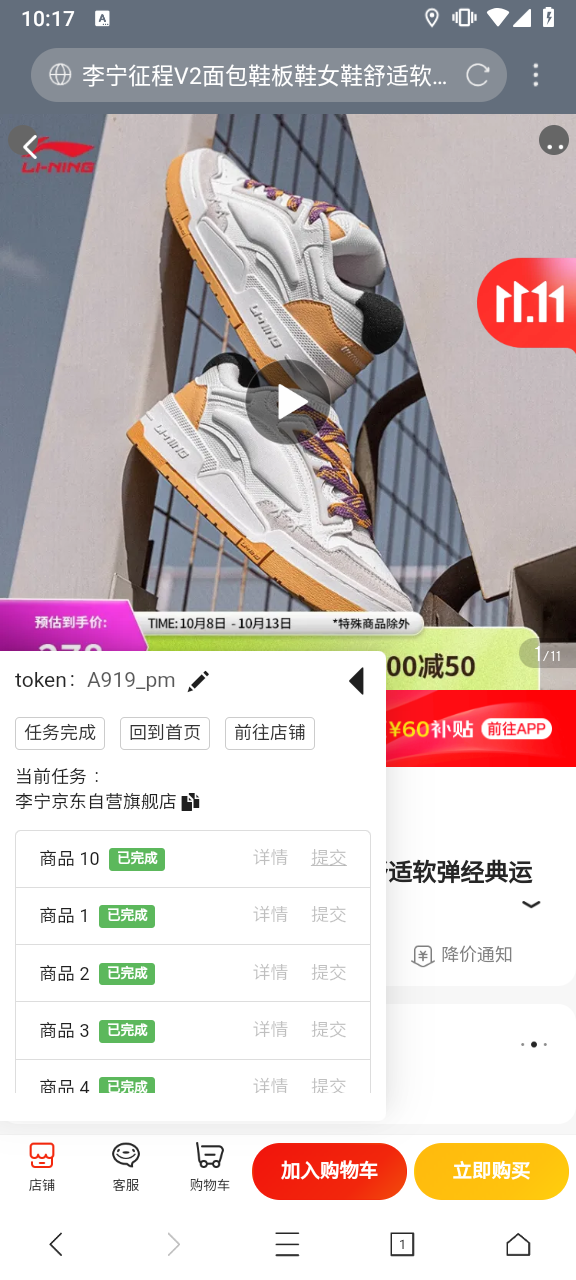 10:17
A
李宁征程V2面包鞋板鞋女鞋舒适软...
LI-NING
11.11
LI-NING
LI-NING
预估到手价:
TIME: 10月8日 - 10月13日
*特殊商品除外
00减50
1/11
token: A919_pm
¥60补贴 前往APP
任务完成 回到首页 前往店铺
当前任务：
李宁京东自营旗舰店
商品 10 已完成 详情 提交
舒适软弹经典运
商品 1 已完成 详情 提交
降价通知
商品 2 已完成 详情 提交
商品 3 已完成 详情 提交
商品 4 已完成 详情 提交
店铺 客服 购物车 加入购物车 立即购买
1